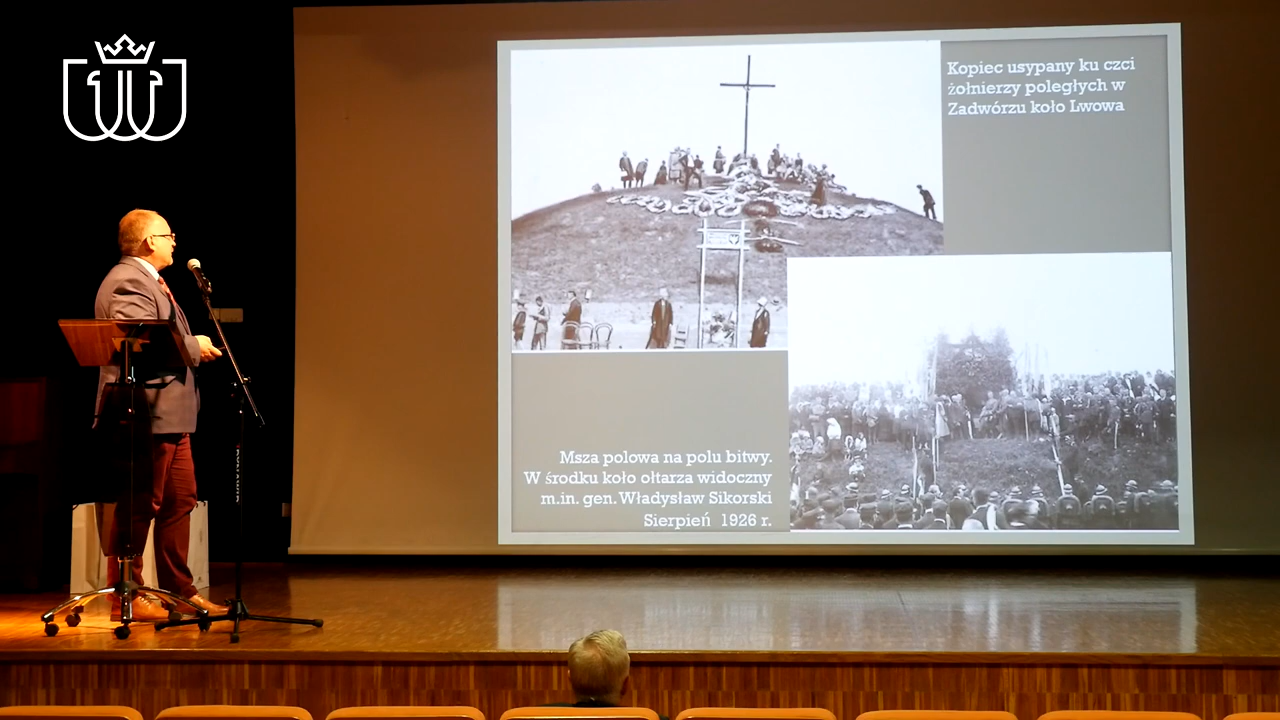 Kopiec usypany ku czci
żołnierzy poległych w
Zadwórzu koło Lwowa
Msza polowa na polu bitwy.
W środku koło ołtarza widoczny
m.in. gen. Władysław Sikorski
Sierpień 1926 r.